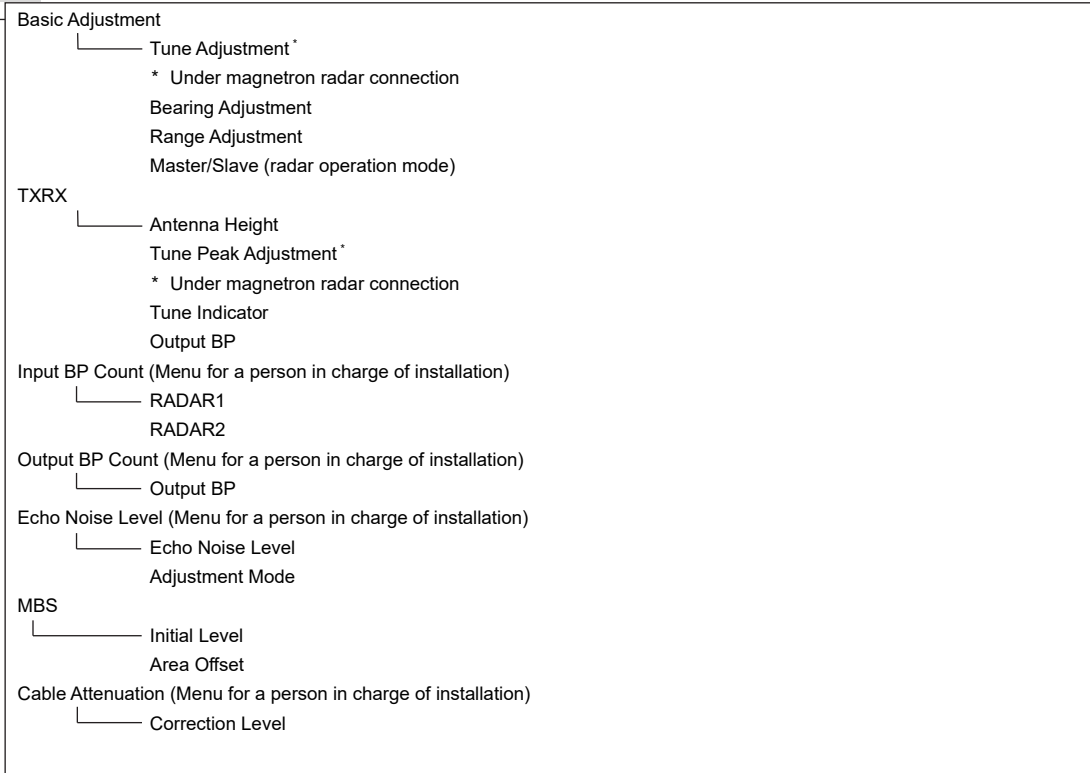 Basic Adjustment
Tune Adjustment *
* Under magnetron radar connection
Bearing Adjustment
Range Adjustment
Master/Slave (radar operation mode)
TXRX
Antenna Height
Tune Peak Adjustment *
* Under magnetron radar connection
Tune Indicator
Output BP
Input BP Count (Menu for a person in charge of installation)
RADAR1
RADAR2
Output BP Count (Menu for a person in charge of installation)
Output BP
Echo Noise Level (Menu for a person in charge of installation)
Echo Noise Level
Adjustment Mode
MBS
Initial Level
Area Offset
Cable Attenuation (Menu for a person in charge of installation)
Correction Level